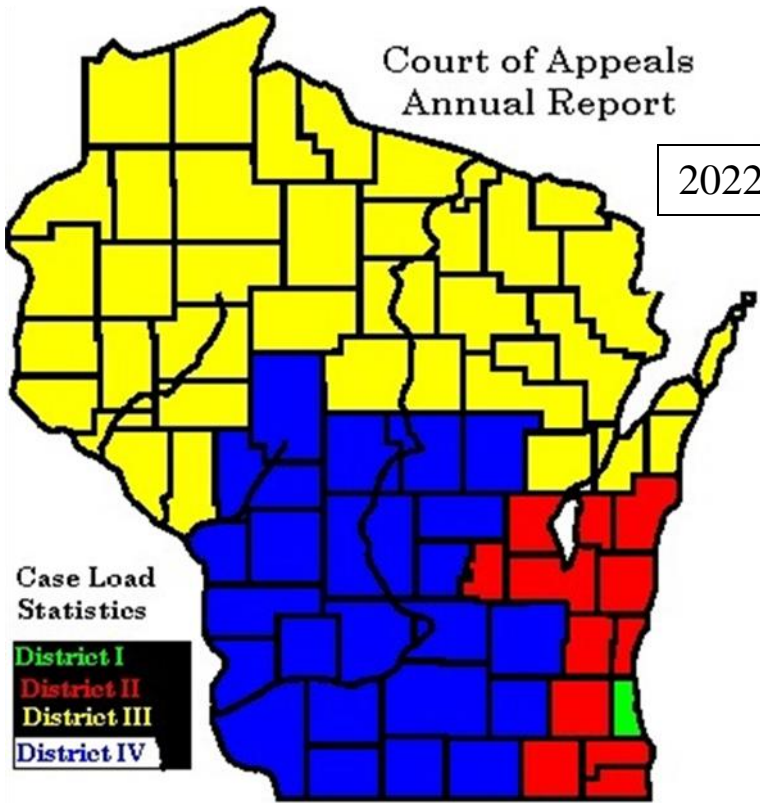 Court of Appeals
Annual Report
2022
Case Load
Statistics
District I
District II
District III
District IV